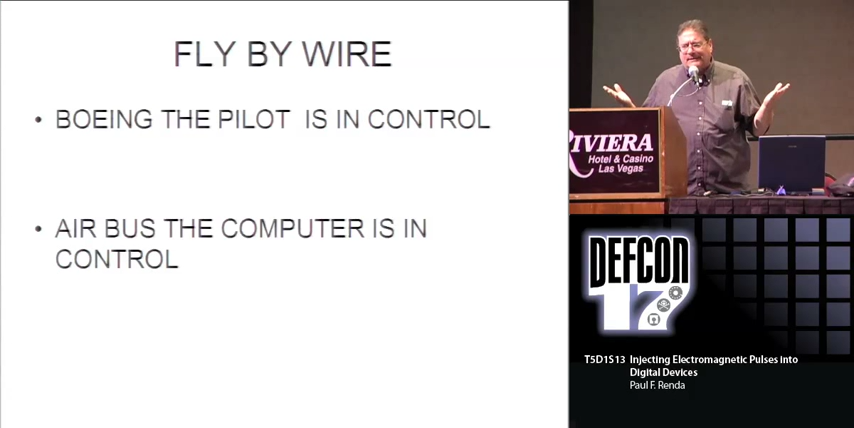 FLY BY WIRE
• BOEING THE PILOT IS IN CONTROL
• AIR BUS THE COMPUTER IS IN
CONTROL
RIVIERA
Hotel & Casino
Las Vegas
DEFCON
17
T5D1S13 Injecting Electromagnetic Pulses into
Digital Devices
Paul F. Renda